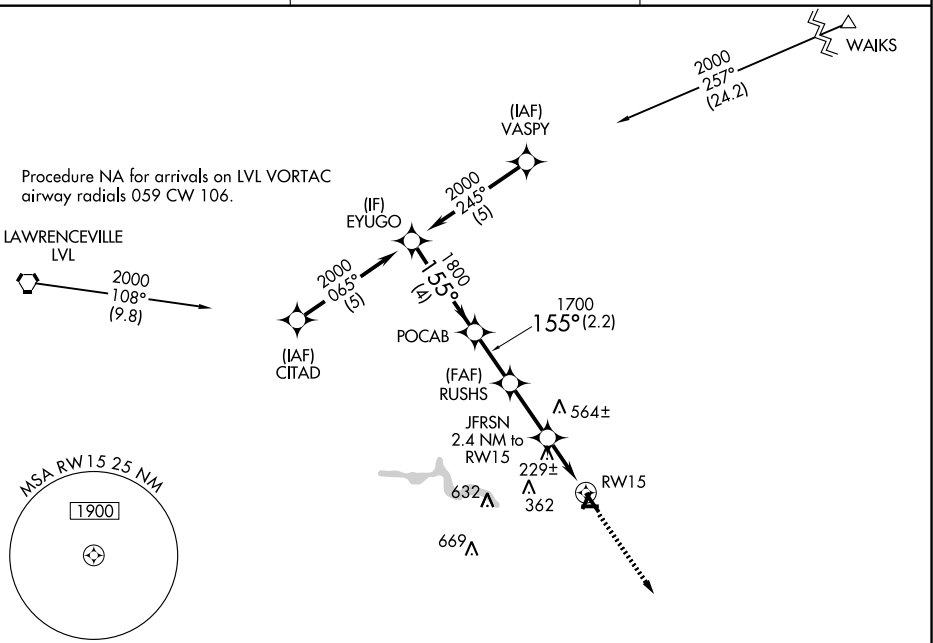 WAIKS
2000
257°
(24.2)
(IAF)
VASPY
2000
245°
(5)
Procedure NA for arrivals on LVL VORTAC
airway radials 059 CW 106.
(IF)
EYUGO
LAWRENCEVILLE
LVL
2000
108°
(9.8)
2000
065°
(5)
1800
155°
(4)
(IAF)
CITAD
POCAB
1700
155° (2.2)
(FAF)
RUSHS
564±
JFRSN
2.4 NM to
RW15
229±
RW15
362
632
669
MSA RW15 25 NM
1900